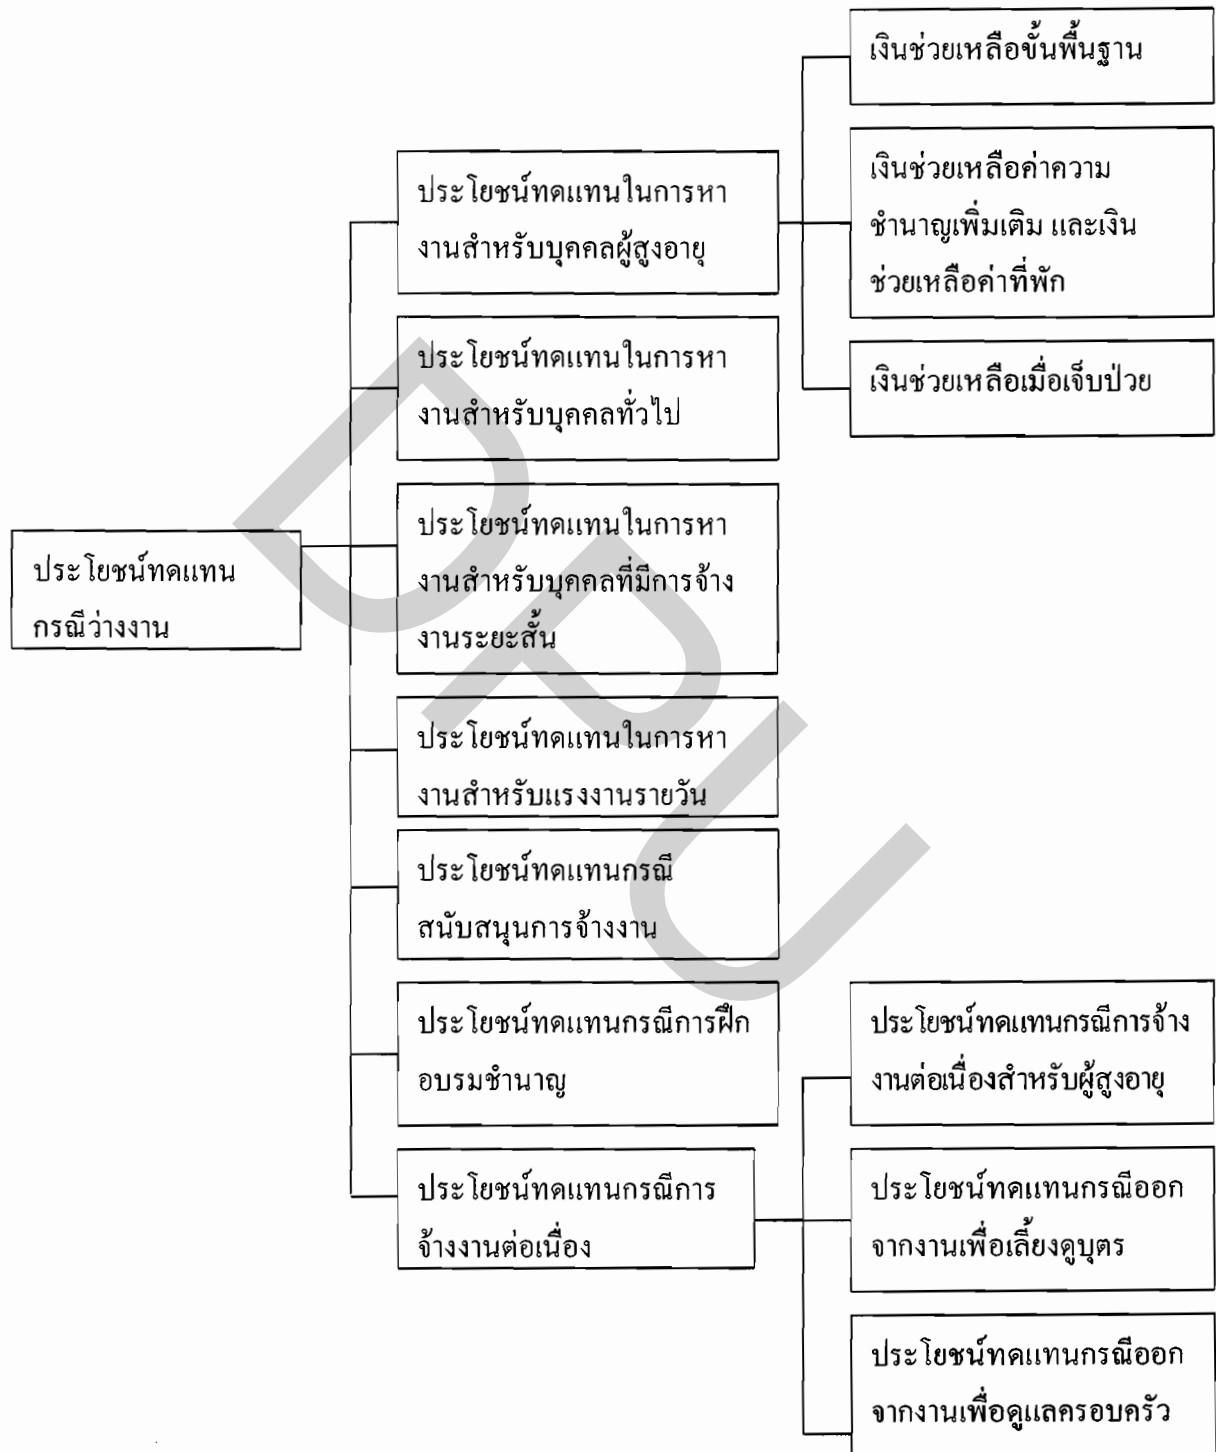 ประโยชน์ทดแทน
กรณีว่างงาน
ประโยชน์ทดแทนในการหา
งานสำหรับบุคคลผู้สูงอายุ
เงินช่วยเหลือขั้นพื้นฐาน
เงินช่วยเหลือค่าความ
ชำนาญเพิ่มเติม และเงิน
ช่วยเหลือค่าที่พัก
เงินช่วยเหลือเมื่อเจ็บป่วย
ประโยชน์ทดแทนในการหา
งานสำหรับบุคคลทั่วไป
ประโยชน์ทดแทนในการหา
งานสำหรับบุคคลที่มีการจ้าง
งานระยะสั้น
ประโยชน์ทดแทนในการหา
งานสำหรับแรงงานรายวัน
ประโยชน์ทดแทนกรณี
สนับสนุนการจ้างงาน
ประโยชน์ทดแทนกรณีการฝึก
อบรมชำนาญ
ประโยชน์ทดแทนกรณีการ
จ้างงานต่อเนื่อง
ประโยชน์ทดแทนกรณีการจ้าง
งานต่อเนื่องสำหรับผู้สูงอายุ
ประโยชน์ทดแทนกรณีออก
จากงานเพื่อเลี้ยงดูบุตร
ประโยชน์ทดแทนกรณีออก
จากงานเพื่อดูแลครอบครัว
DPU